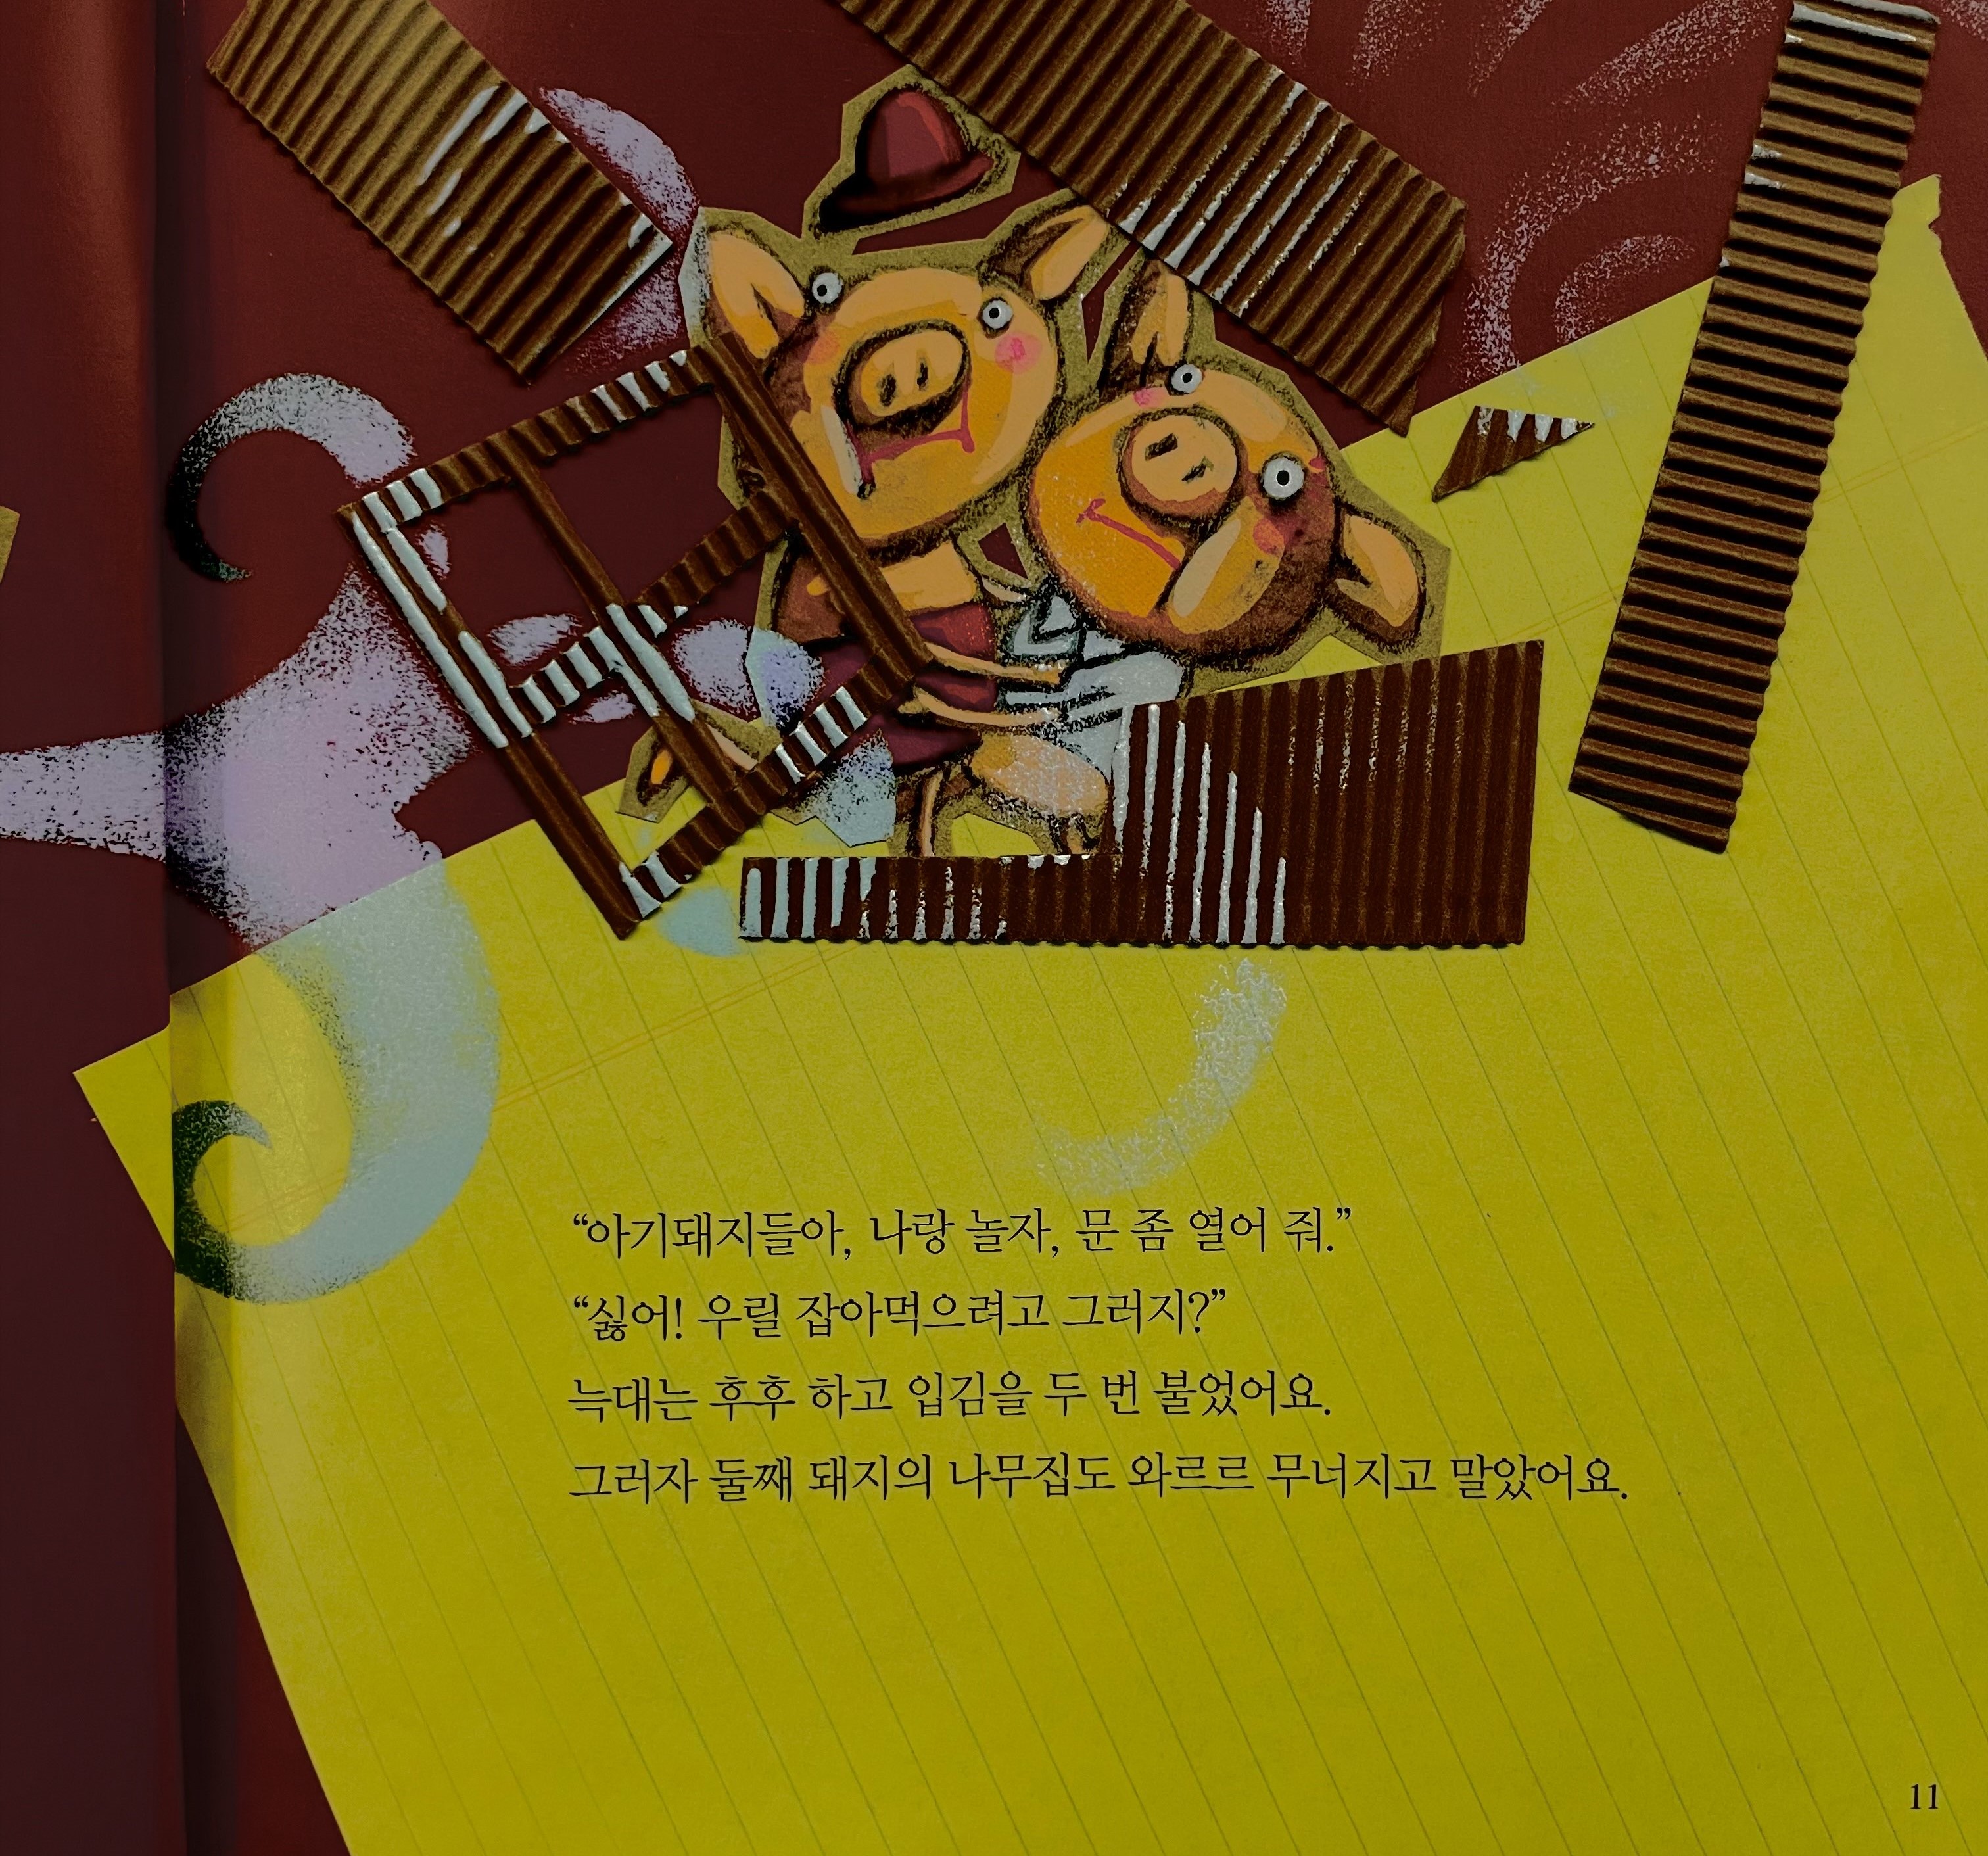 “아기돼지들아, 나랑 놀자, 문 좀 열어 줘.”
“싫어! 우릴 잡아먹으려고 그러지?”
늑대는 후후 하고 입김을 두 번 불었어요.
그러자 둘째 돼지의 나무집도 와르르 무너지고 말았어요.
11